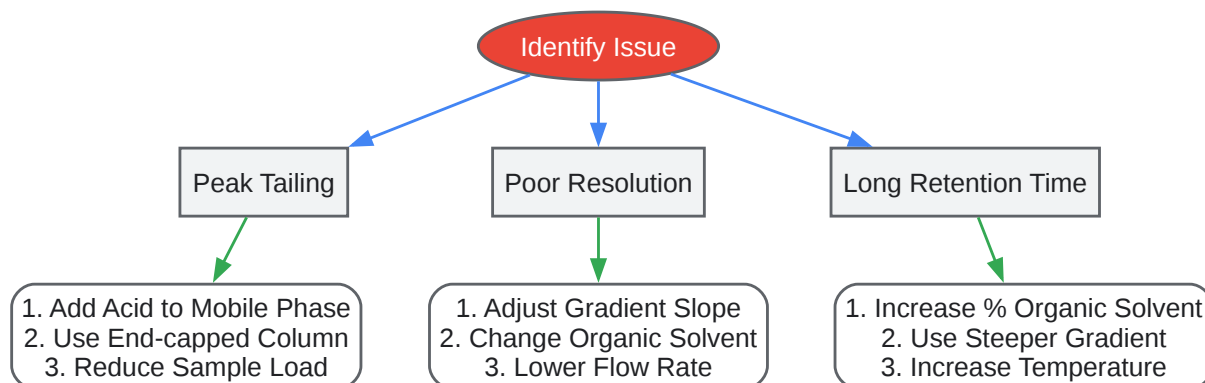 Identify Issue
Peak Tailing
Poor Resolution
Long Retention Time
1. Add Acid to Mobile Phase
2. Use End-capped Column
3. Reduce Sample Load
1. Adjust Gradient Slope
2. Change Organic Solvent
3. Lower Flow Rate
1. Increase % Organic Solvent
2. Use Steeper Gradient
3. Increase Temperature